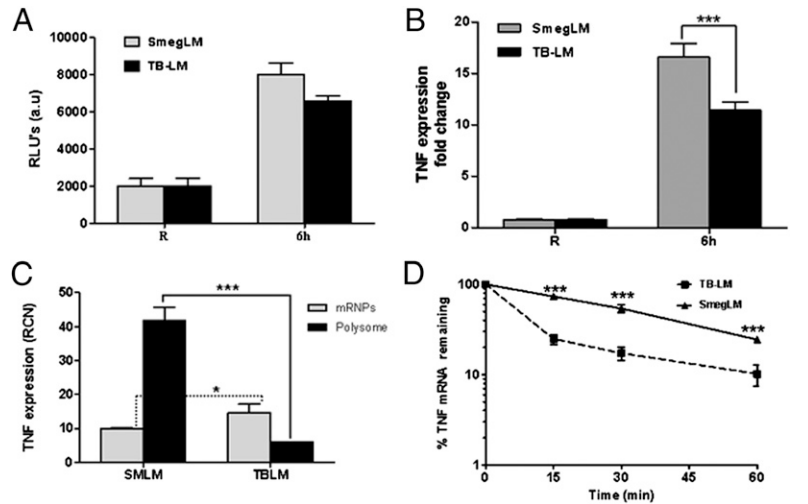 A
SmegLM
TB-LM
RLU's (a.u)
10000
8000
6000
4000
2000
0
R
6h
B
SmegLM
TB-LM
***
TNF expression
fold change
20
15
10
5
0
R
6h
C
***
mRNPs
Polysome
*
TNF expression (RCN)
50
40
30
20
10
0
SMLM
TBLM
D
TB-LM
SmegLM
***
***
***
% TNF mRNA remaining
100
10
1
0
15
30
45
60
Time (min)